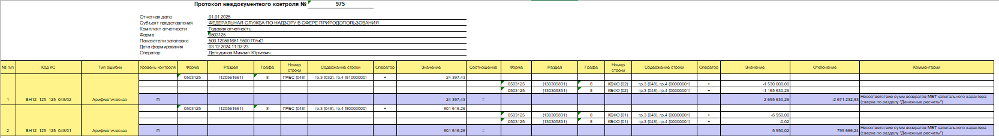 Протокол междокументного контроля № 975
Отчетная дата 01.01.2025
Субъект представления ФЕДЕРАЛЬНАЯ СЛУЖБА ПО НАДЗОРУ В СФЕРЕ ПРИРОДОПОЛЬЗОВАНИЯ
Комплект отчетности Годовая отчетность
Форма 0503125
Показатели заголовка 500.120561661.9500.ПУиО
Дата формирования 03.12.2024 11:37:23
Оператор Дельдинов Михаил Юрьевич
№ п/п Код КС Тип ошибки Уровень контроля Форма Раздел Графа Номер строки Содержание строки Оператор Значение Соотношение Форма Раздел Графа Номер строки Содержание строки Оператор Значение Отклонение Комментарий
0503125 (120561661) 8 ГРБС (048) гр.3 (032), гр.4 (81000000) + 24 397,43
0503125 (130305831) 8 КБФО (02) гр.3 (048), гр.4 (00000001) + -1 530 000,00
0503125 (130305831) 8 КБФО (02) гр.3 (048), гр.4 (00000001) + -1 165 630,26
1 ВН12 125 125 048/02 Арифметическая П 24 397,43 = 2 695 630,26 -2 671 232,83 Несоответствие сумм возвратов МБТ капитального характера
(сверка по разделу "Денежные расчеты")
0503125 (120561661) 8 ГРБС (048) гр.3 (048), гр.4 (80000000) + 801 616,26
0503125 (130305831) 8 КБФО (01) гр.3 (048), гр.4 (00000001) + -5 950,00
0503125 (130305831) 8 КБФО (01) гр.3 (048), гр.4 (00000001) + -0,02
2 ВН12 125 125 048/01 Арифметическая П 801 616,26 = 5 950,02 795 666,24 Несоответствие сумм возвратов МБТ капитального характера
(сверка по разделу "Денежные расчеты")